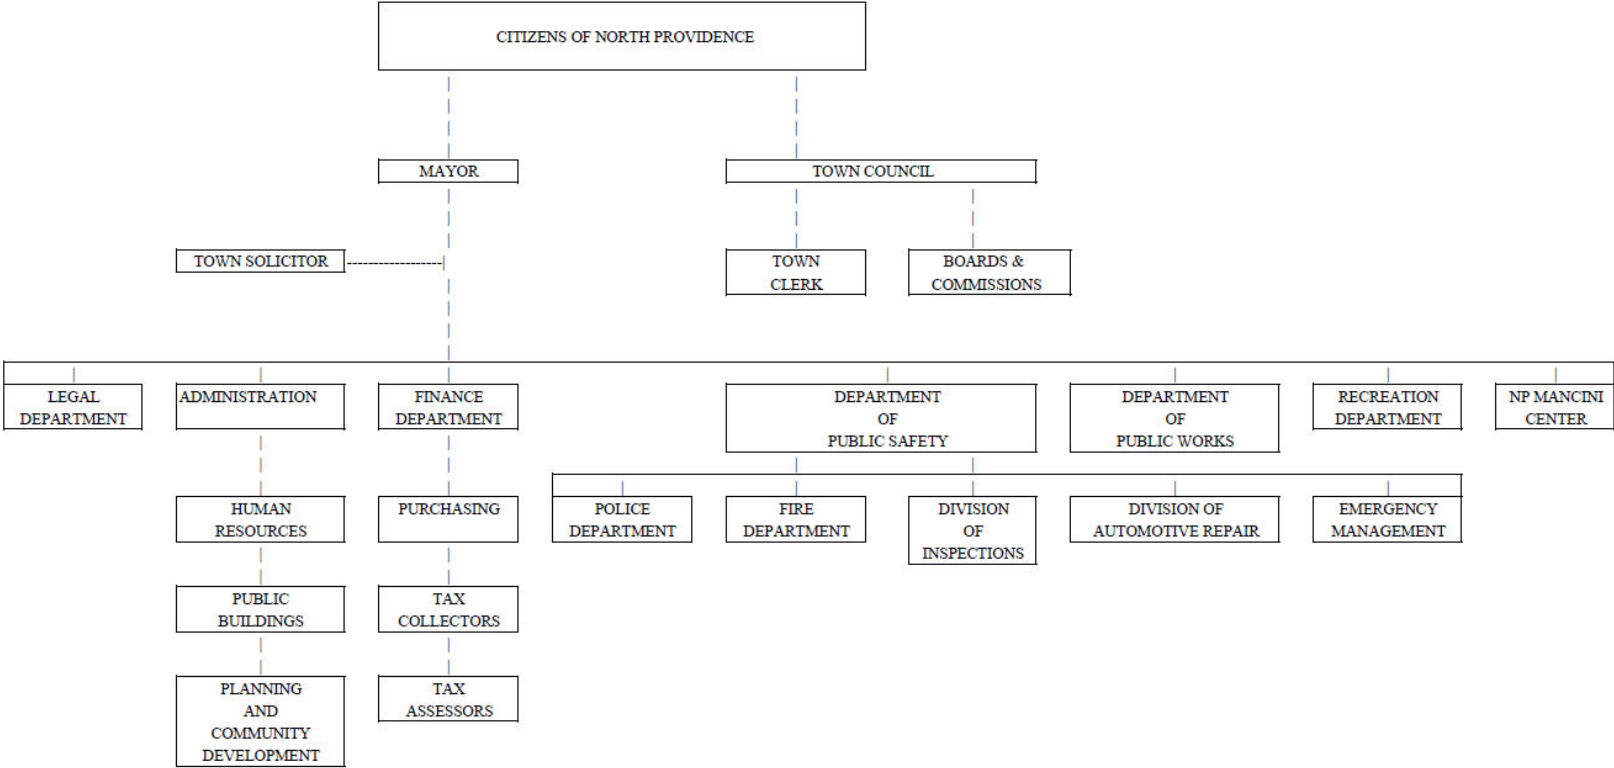 CITIZENS OF NORTH PROVIDENCE
MAYOR
TOWN COUNCIL
TOWN SOLICITOR
TOWN
CLERK
BOARDS &
COMMISSIONS
LEGAL
DEPARTMENT
ADMINISTRATION
FINANCE
DEPARTMENT
DEPARTMENT
OF
PUBLIC SAFETY
DEPARTMENT
OF
PUBLIC WORKS
RECREATION
DEPARTMENT
NP MANCINI
CENTER
HUMAN
RESOURCES
PURCHASING
POLICE
DEPARTMENT
FIRE
DEPARTMENT
DIVISION
OF
INSPECTIONS
DIVISION OF
AUTOMOTIVE REPAIR
EMERGENCY
MANAGEMENT
PUBLIC
BUILDINGS
TAX
COLLECTORS
PLANNING
AND
COMMUNITY
DEVELOPMENT
TAX
ASSESSORS